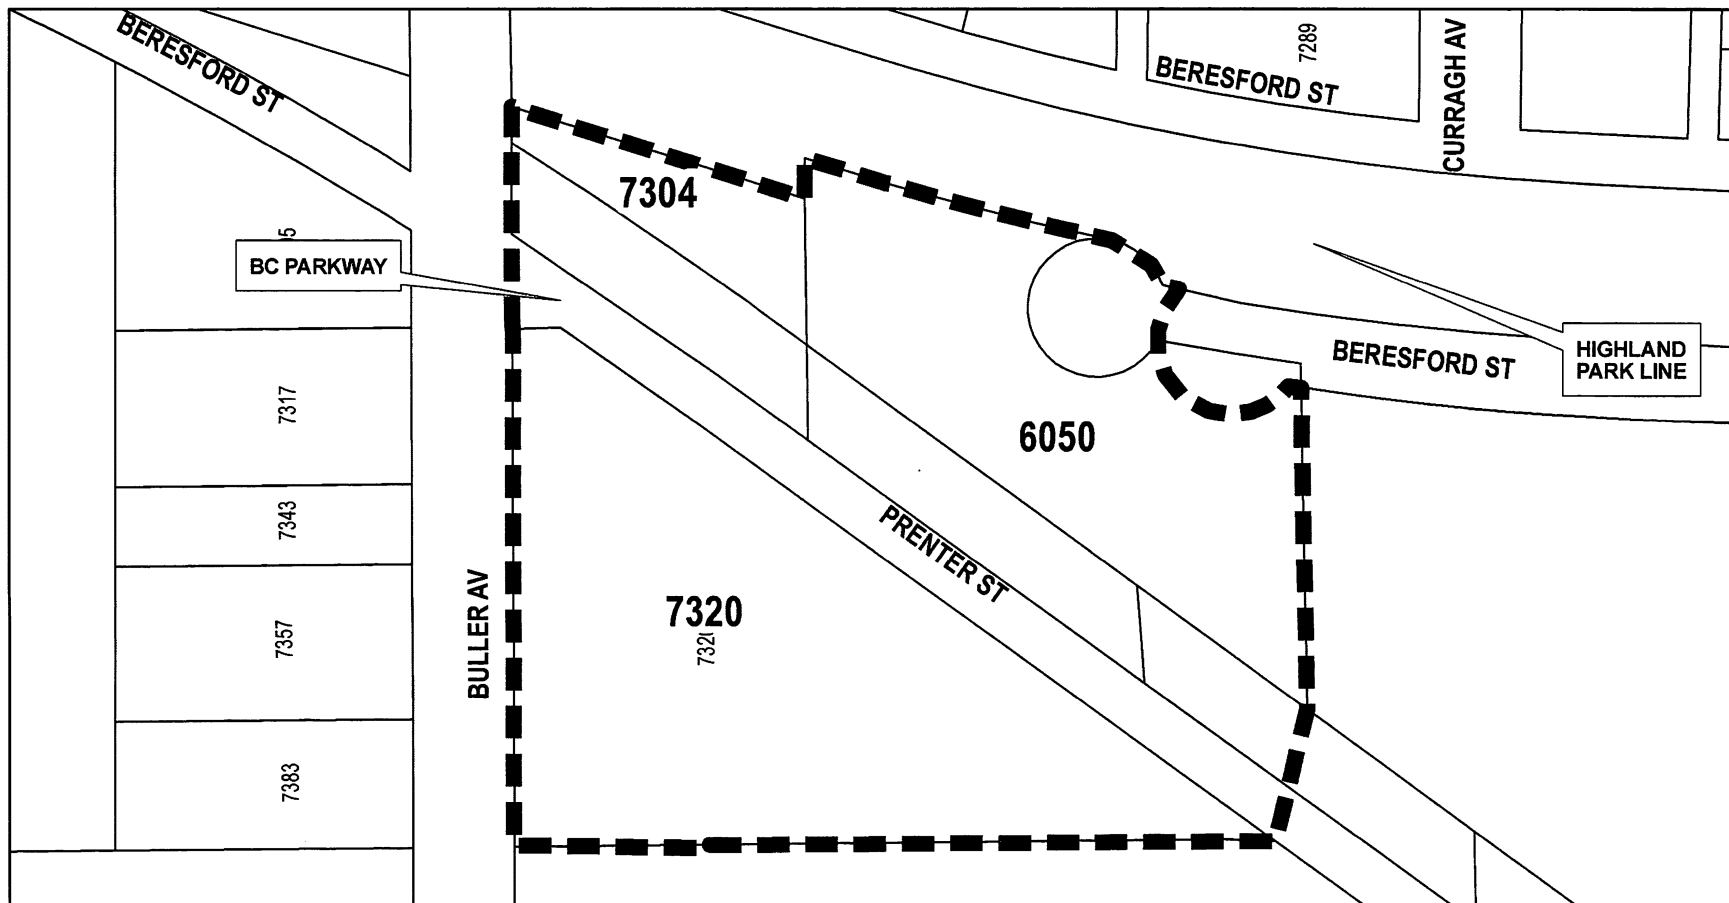 BERESFORD ST
7289
BERESFORD ST
CURRAGH AV
7304
BC PARKWAY
HIGHLAND
PARK LINE
BERESFORD ST
7317
6050
7343
PRENTER ST
BULLER AV
7320
7357
7383